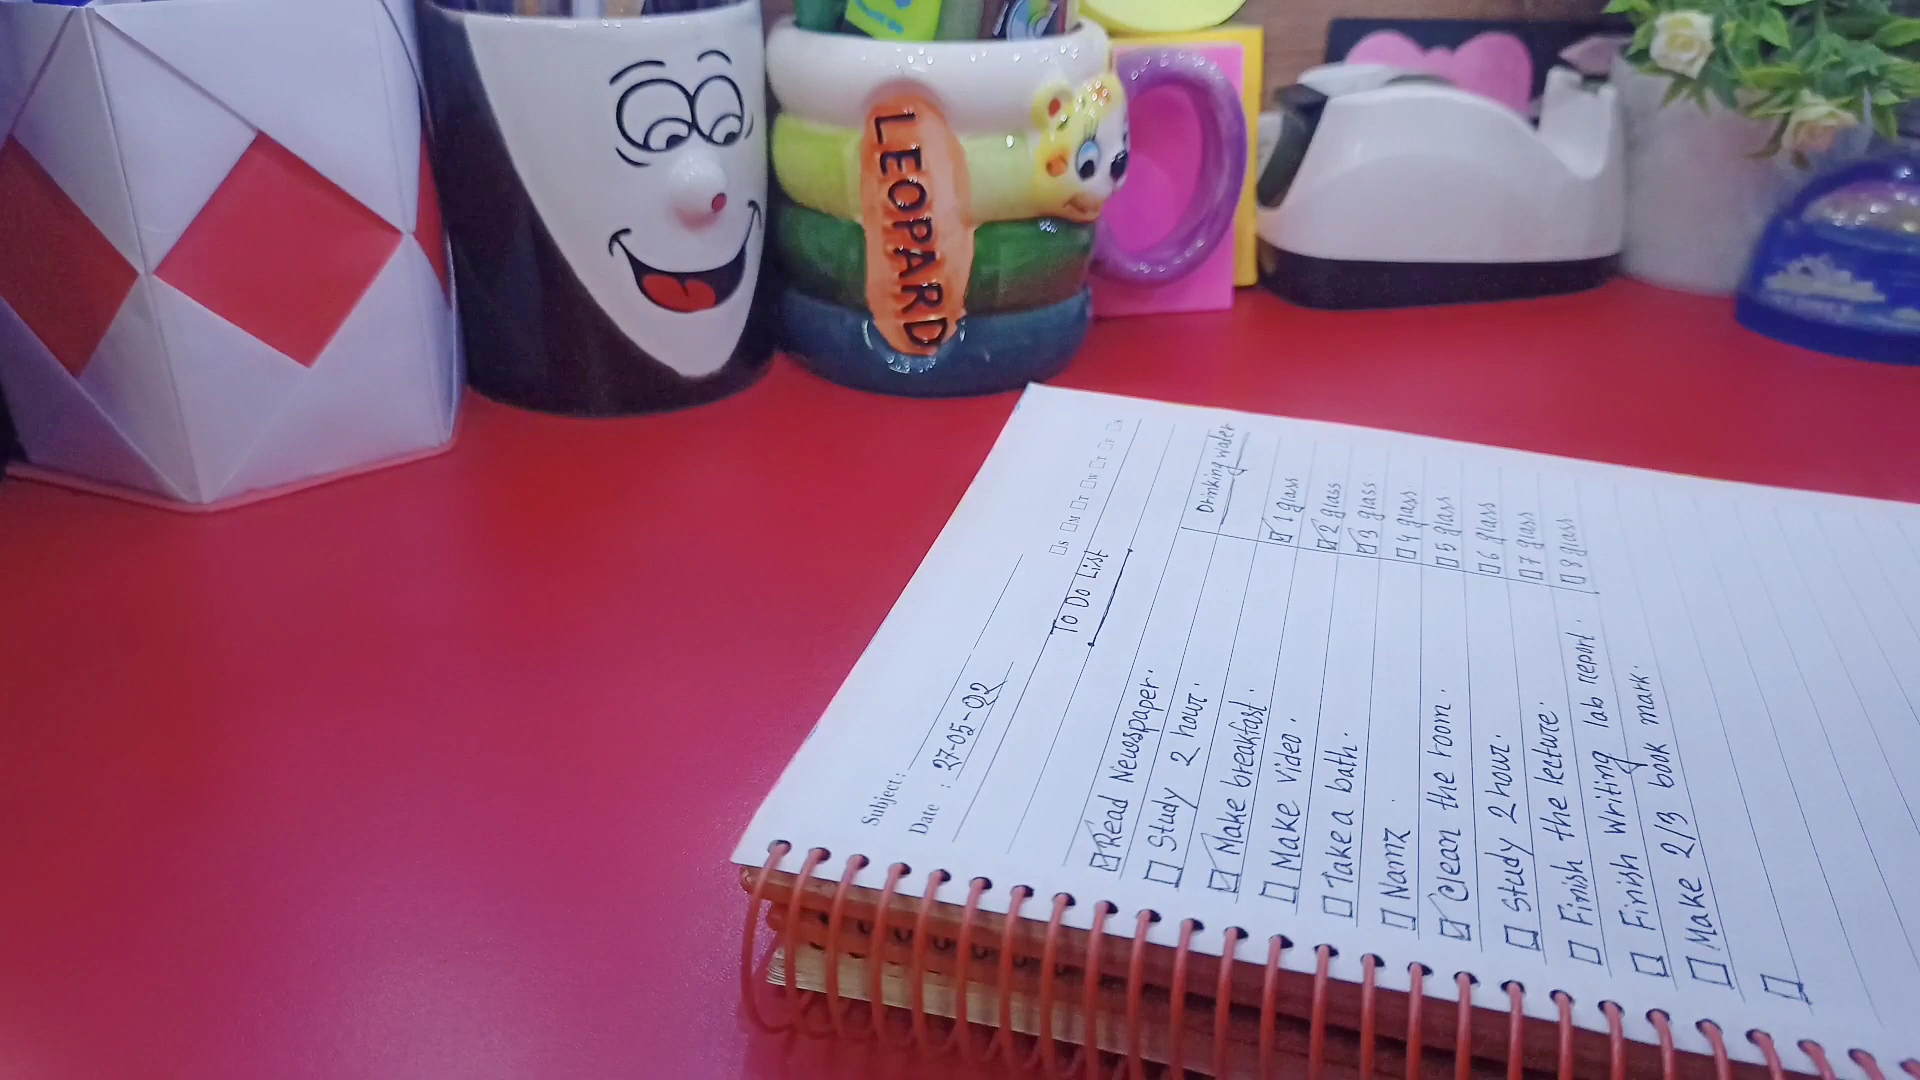 LEOPARD
Subject:
Date : 27-05-22
S M T W T F S
To Do List
Read Newspaper.
Study 2 hour.
Make breakfast.
Make video.
Take a bath.
Namz.
Clean the room.
Study 2 hour.
Finish the lecture.
Finish writing lab report.
Make 2/3 book mark.
Drinking water
1 glass
2 glass
3 glass
4 glass
5 glass
6 glass
7 glass
8 glass